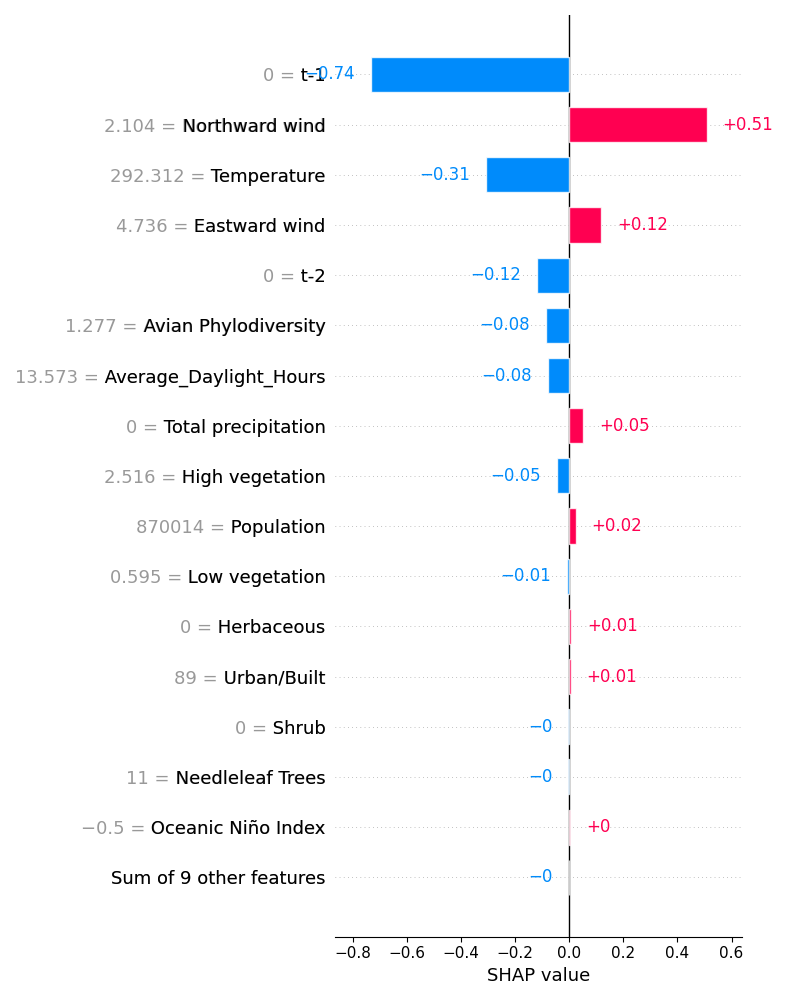 0 = t-1 −0.74
2.104 = Northward wind +0.51
292.312 = Temperature −0.31
4.736 = Eastward wind +0.12
0 = t-2 −0.12
1.277 = Avian Phylodiversity −0.08
13.573 = Average_Daylight_Hours −0.08
0 = Total precipitation +0.05
2.516 = High vegetation −0.05
870014 = Population +0.02
0.595 = Low vegetation −0.01
0 = Herbaceous +0.01
89 = Urban/Built +0.01
0 = Shrub −0
11 = Needleleaf Trees −0
−0.5 = Oceanic Niño Index +0
Sum of 9 other features −0
−0.8 −0.6 −0.4 −0.2 0.0 0.2 0.4 0.6
SHAP value